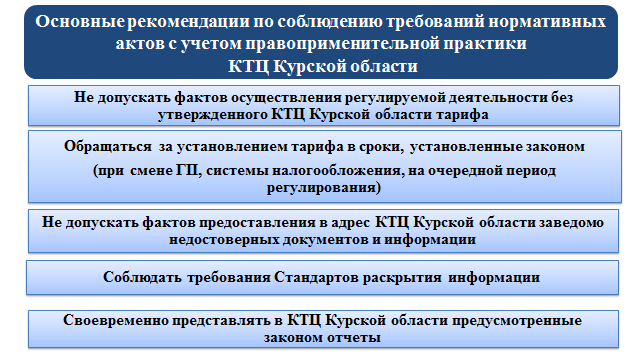 Основные рекомендации по соблюдению требований нормативных
актов с учетом правоприменительной практики
КТЦ Курской области
Не допускать фактов осуществления регулируемой деятельности без
утвержденного КТЦ Курской области тарифа
Обращаться за установлением тарифа в сроки, установленные законом
(при смене ГП, системы налогообложения, на очередной период
регулирования)
Не допускать фактов предоставления в адрес КТЦ Курской области заведомо
недостоверных документов и информации
Соблюдать требования Стандартов раскрытия информации
Своевременно представлять в КТЦ Курской области предусмотренные
законом отчеты